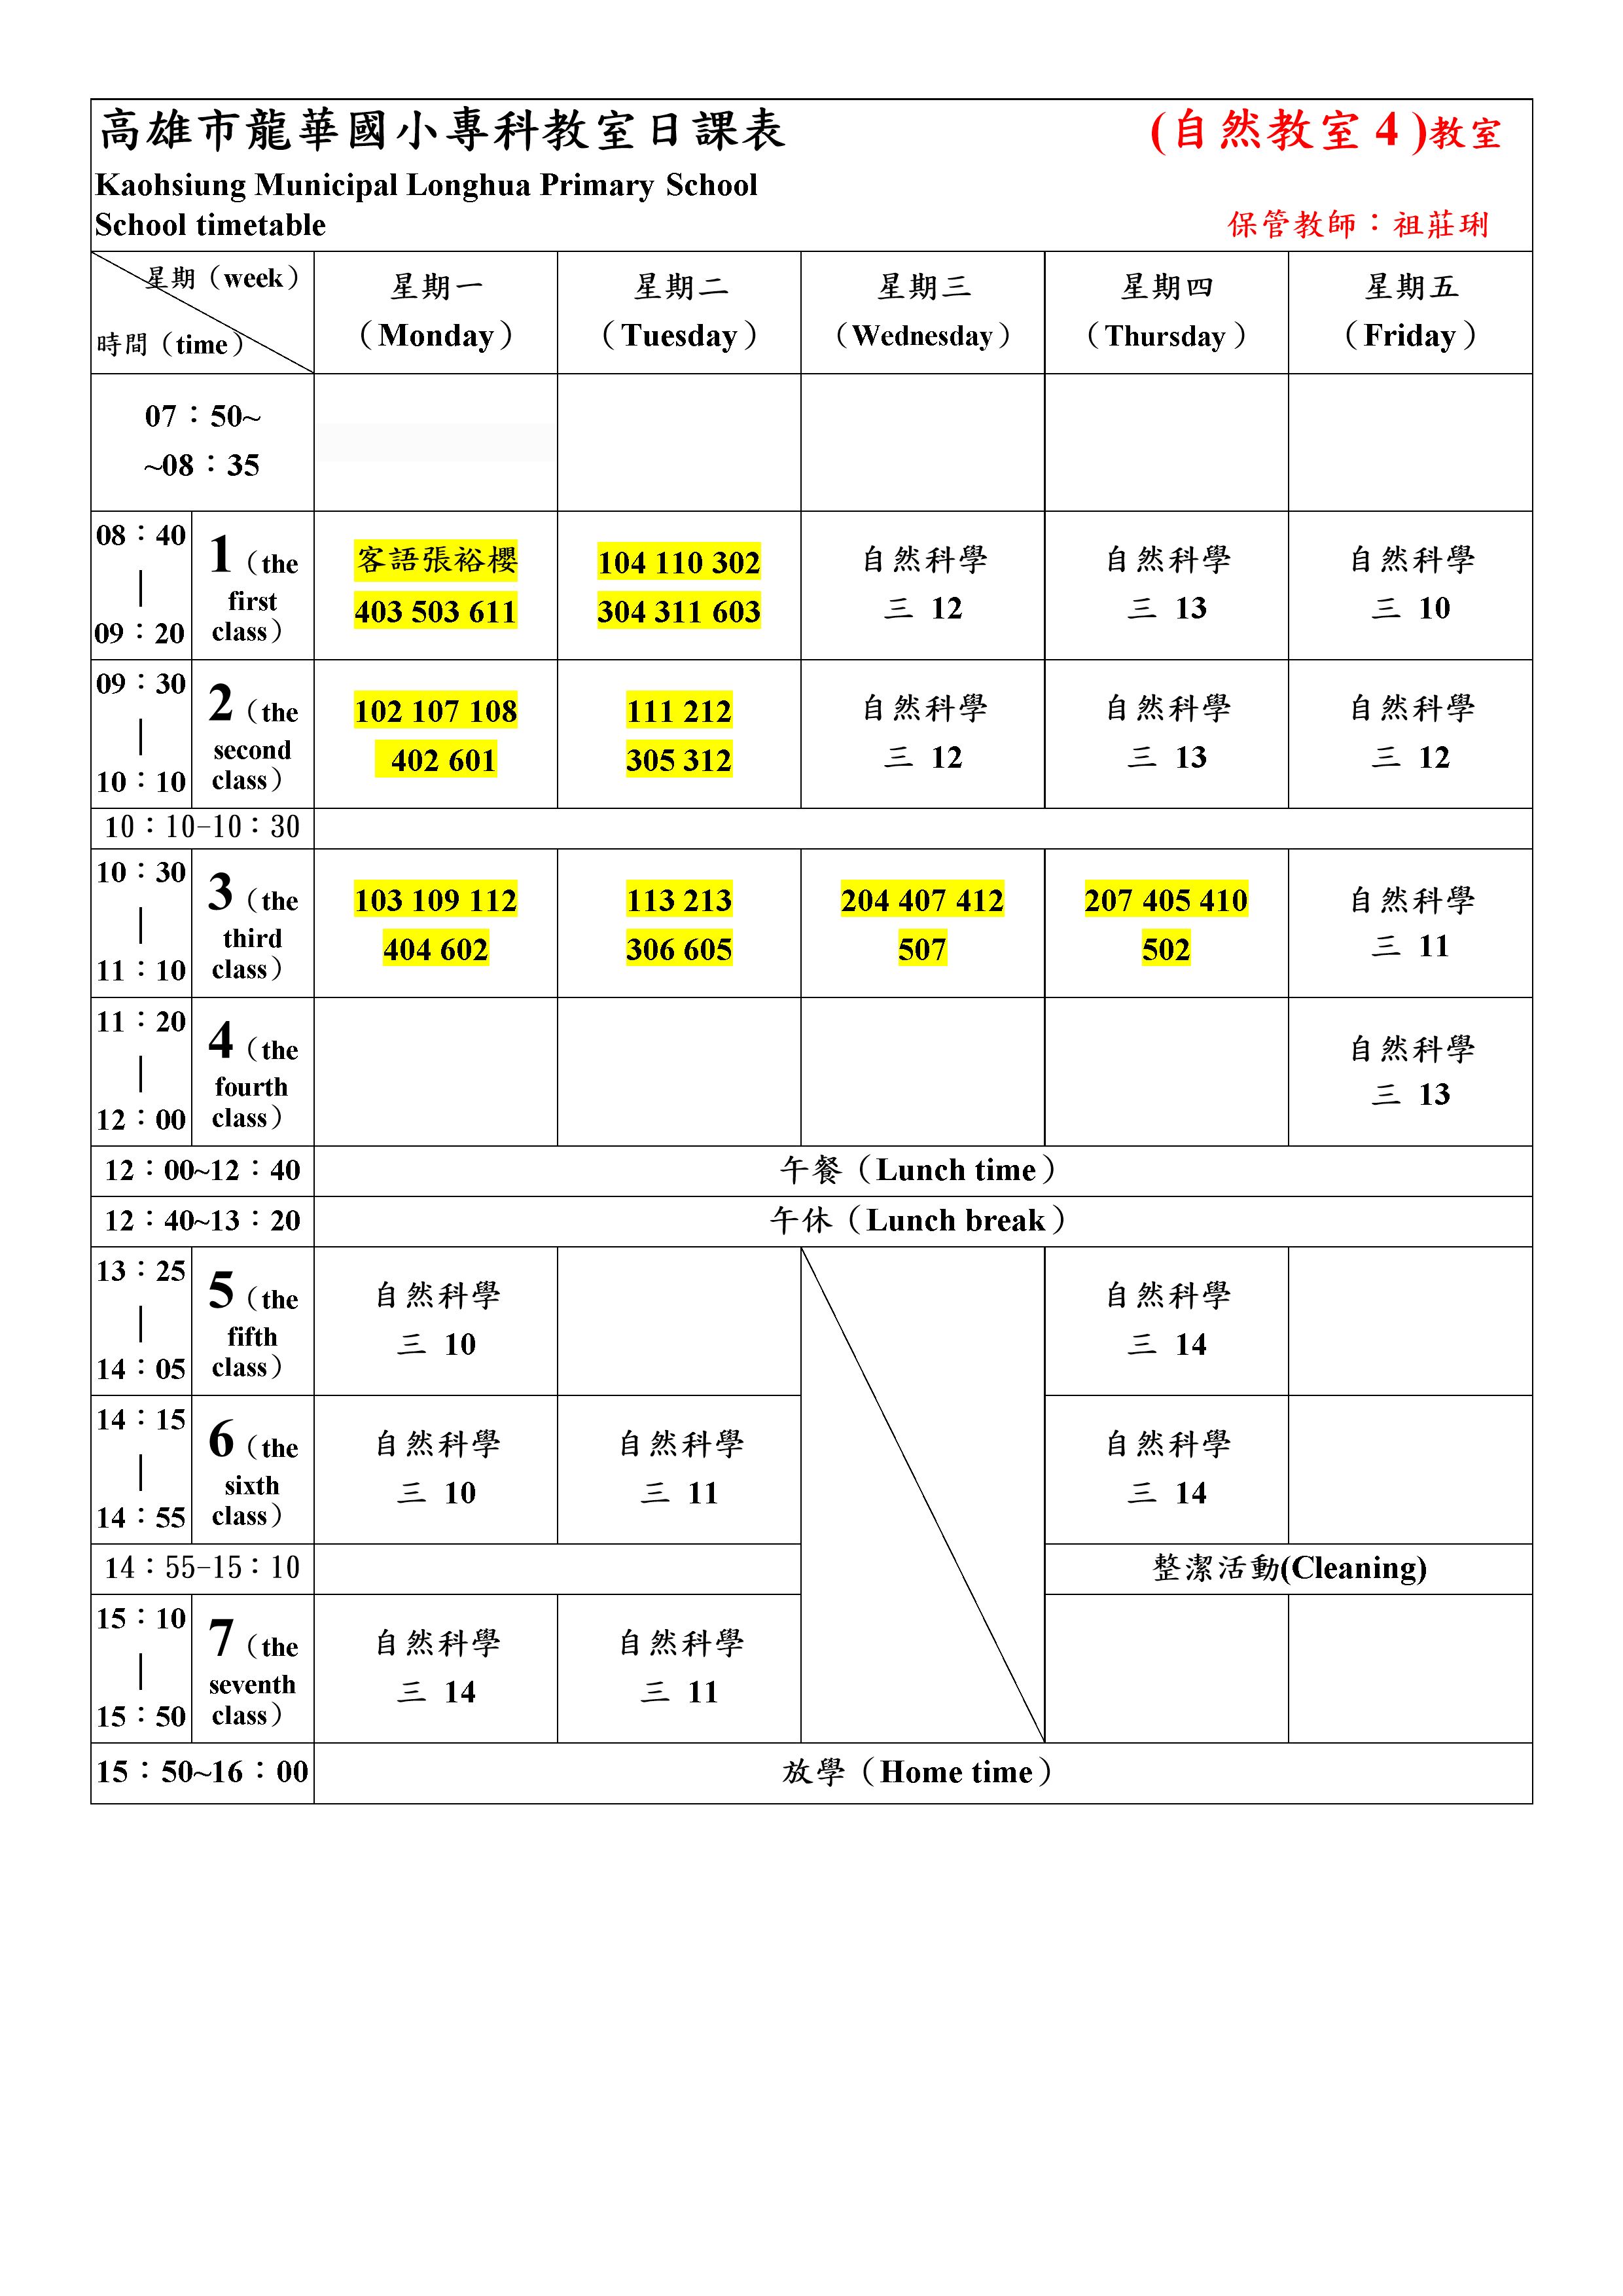 高雄市龍華國小專科教室日課表 (自然教室 4 )教室
Kaohsiung Municipal Longhua Primary School
School timetable 保管教師：祖莊琍
星期（week） 星期一 星期二 星期三 星期四 星期五
時間（time） （Monday） （Tuesday） （Wednesday） （Thursday） （Friday）
07：50~
~08：35
08：40 | 09：20 1（the first class） 客語張裕櫻 403 503 611 104 110 302 304 311 603 自然科學 三 12 自然科學 三 13 自然科學 三 10
09：30 | 10：10 2（the second class） 102 107 108 402 601 111 212 305 312 自然科學 三 12 自然科學 三 13 自然科學 三 12
10：10-10：30
10：30 | 11：10 3（the third class） 103 109 112 404 602 113 213 306 605 204 407 412 507 207 405 410 502 自然科學 三 11
11：20 | 12：00 4（the fourth class） 自然科學 三 13
12：00~12：40 午餐（Lunch time）
12：40~13：20 午休（Lunch break）
13：25 | 14：05 5（the fifth class） 自然科學 三 10 自然科學 三 14
14：15 | 14：55 6（the sixth class） 自然科學 三 10 自然科學 三 11 自然科學 三 14
14：55-15：10 整潔活動(Cleaning)
15：10 | 15：50 7（the seventh class） 自然科學 三 14 自然科學 三 11
15：50~16：00 放學（Home time）